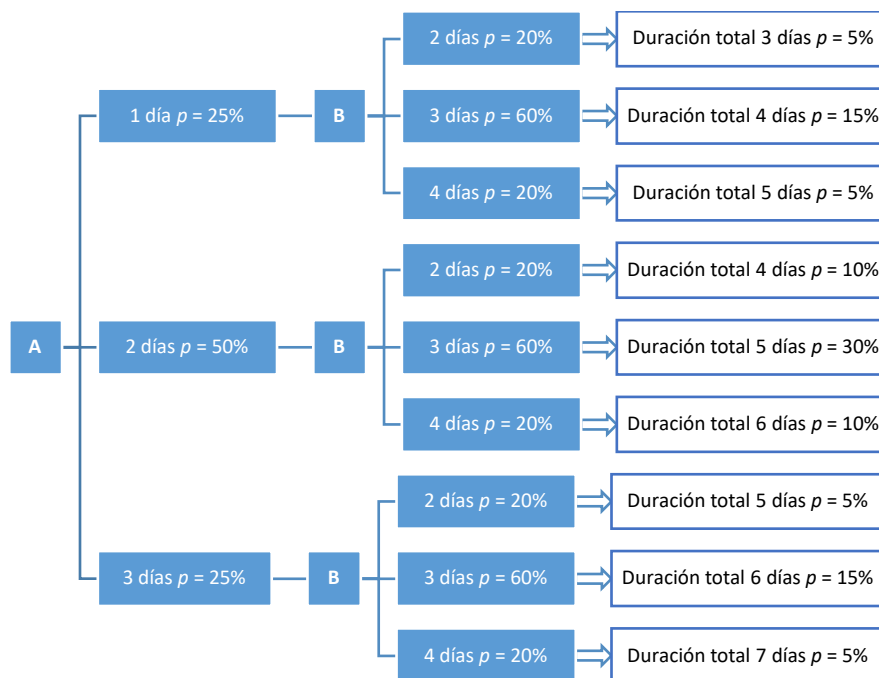 2 días p = 20%
Duración total 3 días p = 5%
1 día p = 25%
B
3 días p = 60%
Duración total 4 días p = 15%
4 días p = 20%
Duración total 5 días p = 5%
2 días p = 20%
Duración total 4 días p = 10%
A
2 días p = 50%
B
3 días p = 60%
Duración total 5 días p = 30%
4 días p = 20%
Duración total 6 días p = 10%
2 días p = 20%
Duración total 5 días p = 5%
3 días p = 25%
B
3 días p = 60%
Duración total 6 días p = 15%
4 días p = 20%
Duración total 7 días p = 5%